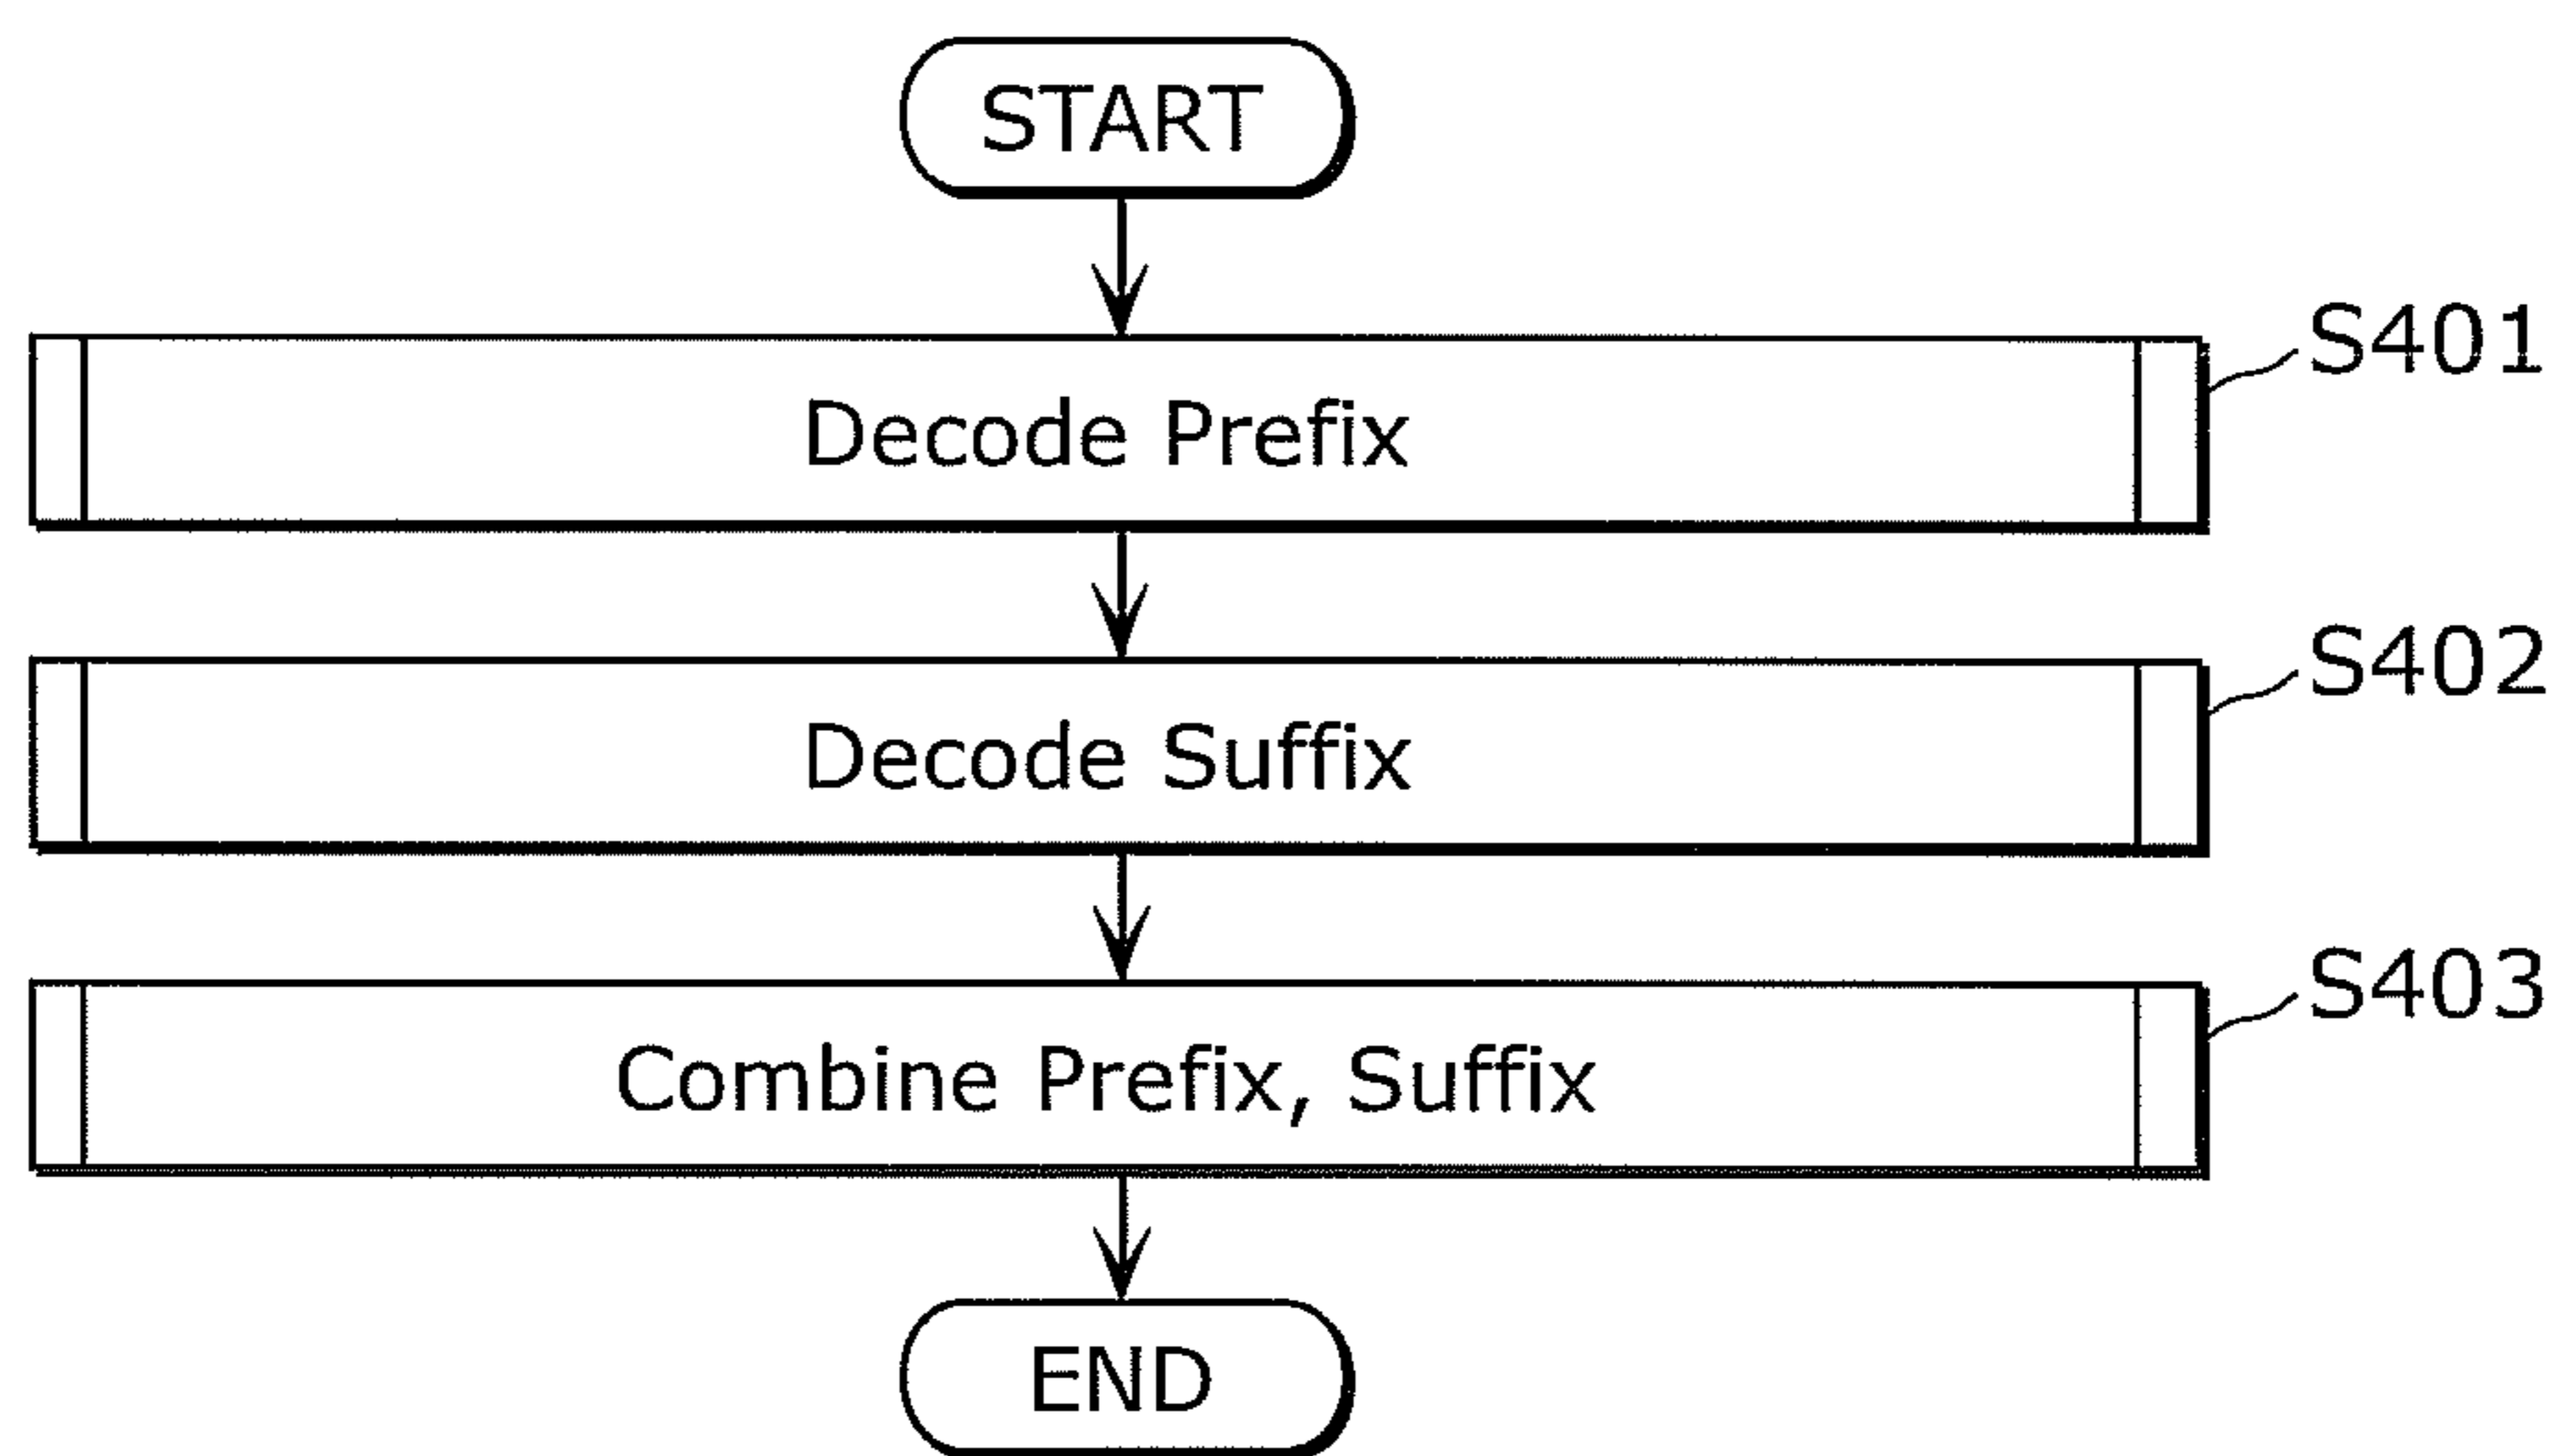 START
S401
Decode Prefix
S402
Decode Suffix
S403
Combine Prefix, Suffix
END